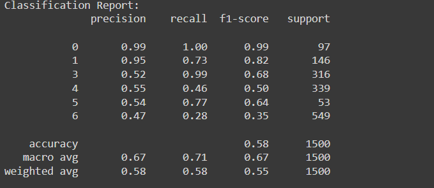 Classification Report:
precision recall f1-score support
0 0.99 1.00 0.99 97
1 0.95 0.73 0.82 146
3 0.52 0.99 0.68 316
4 0.55 0.46 0.50 339
5 0.54 0.77 0.64 53
6 0.47 0.28 0.35 549
accuracy 0.58 1500
macro avg 0.67 0.71 0.67 1500
weighted avg 0.58 0.58 0.55 1500